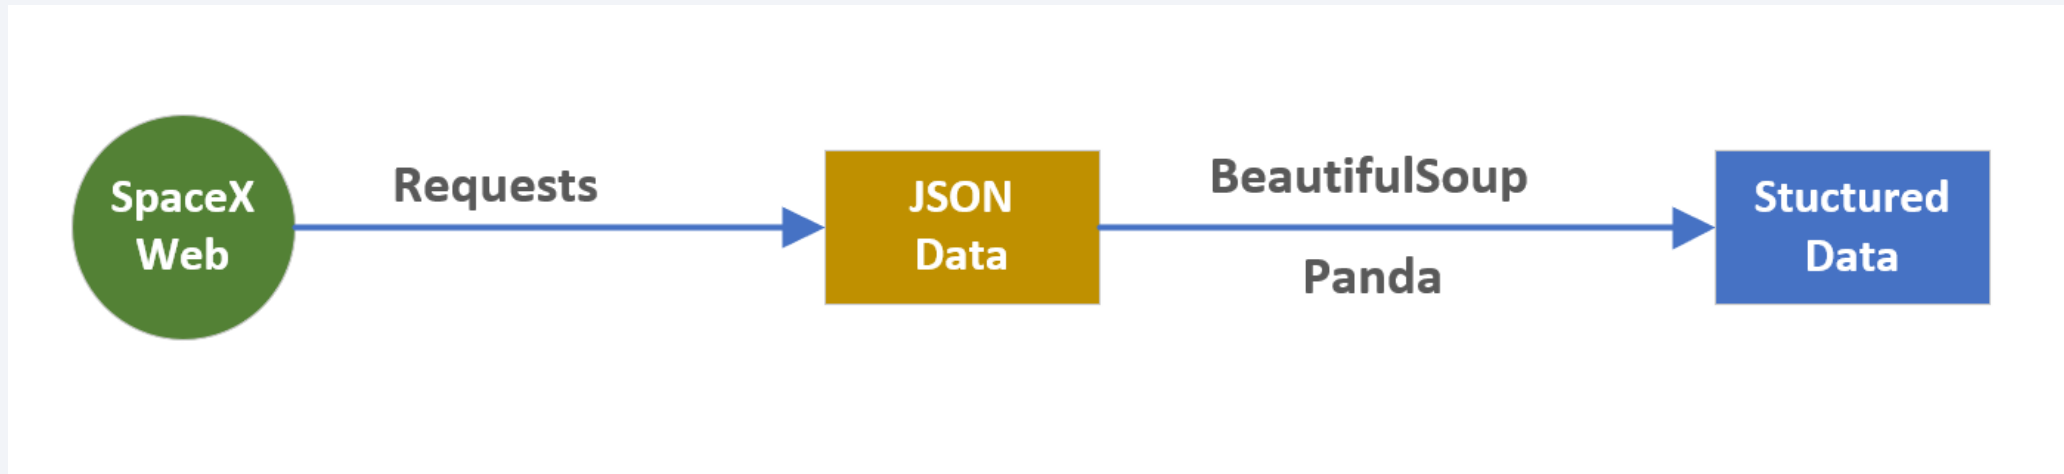 SpaceX
Web
Requests
JSON
Data
BeautifulSoup
Panda
Stuctured
Data